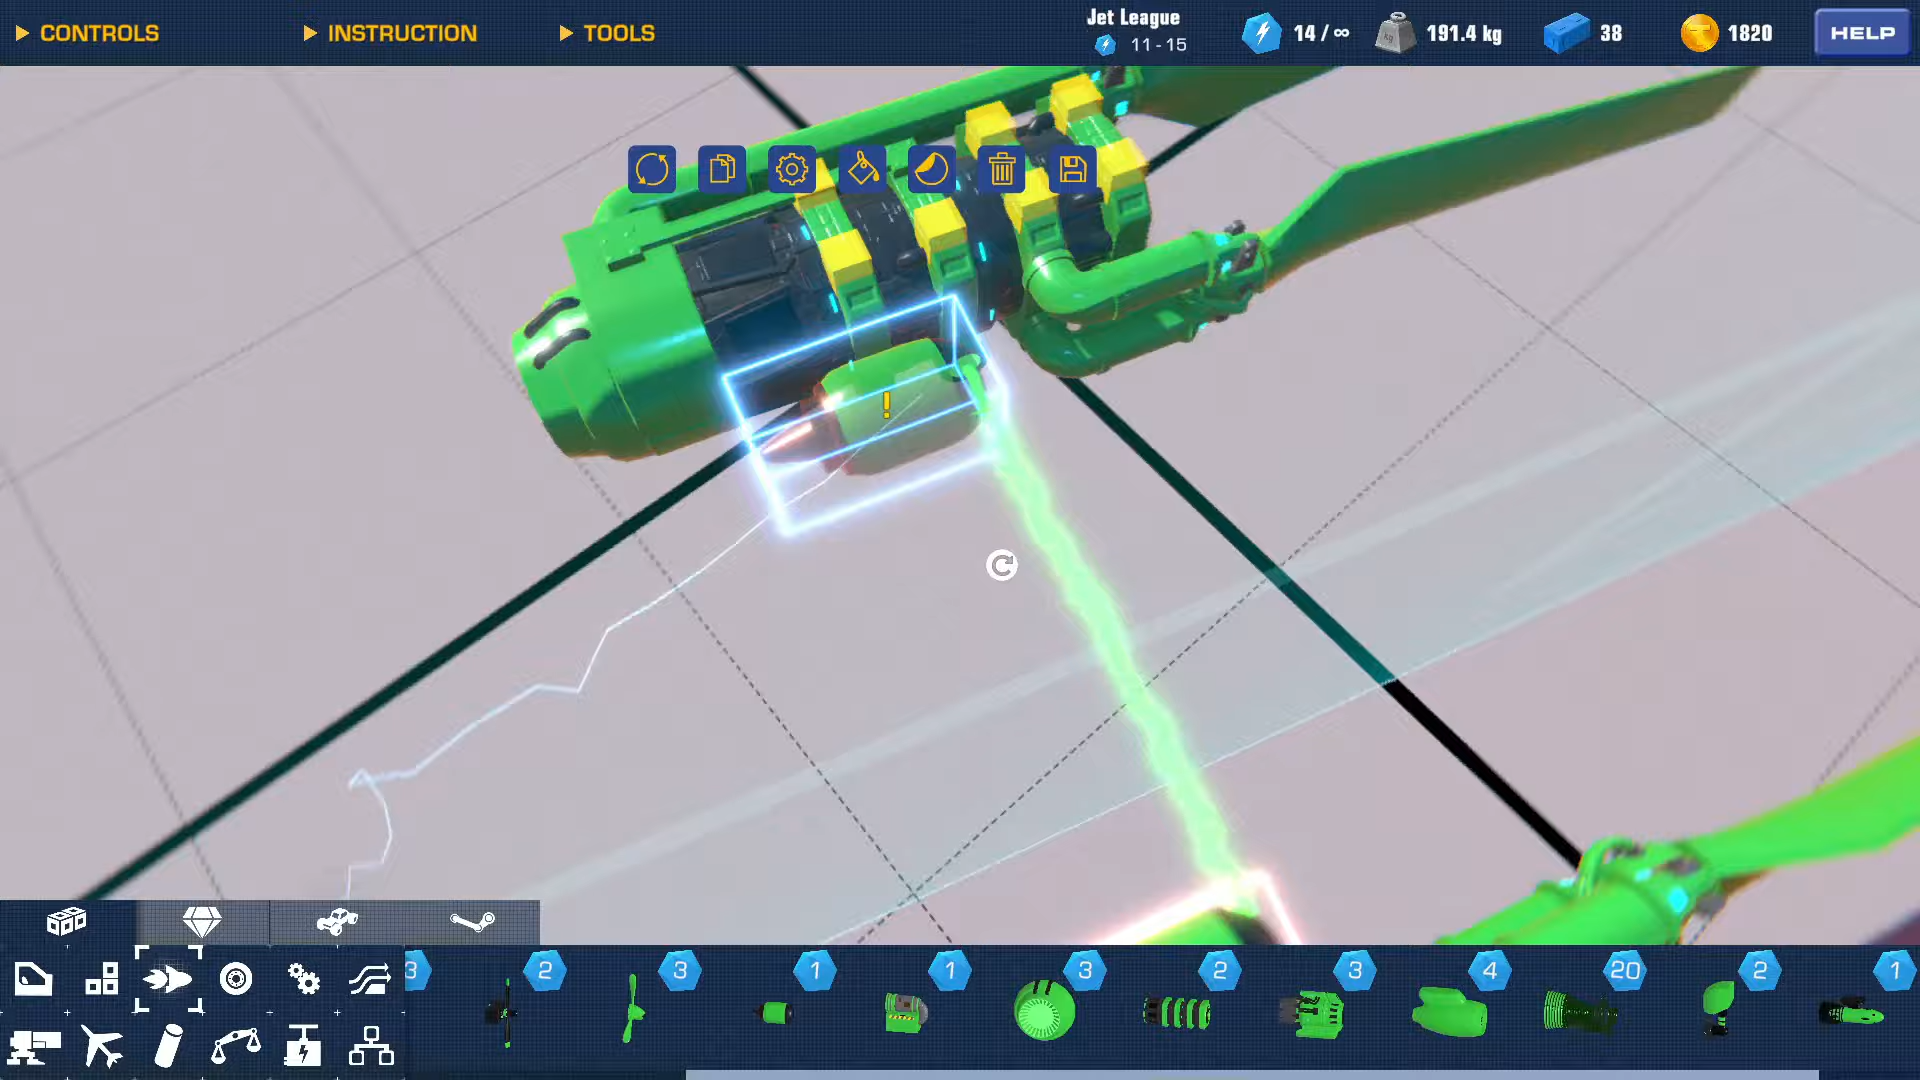 CONTROLS
INSTRUCTION
TOOLS
Jet League
11 - 15
14 / ∞
kg
191.4 kg
38
1820
HELP
!
3
2
3
1
1
3
2
3
4
20
2
1